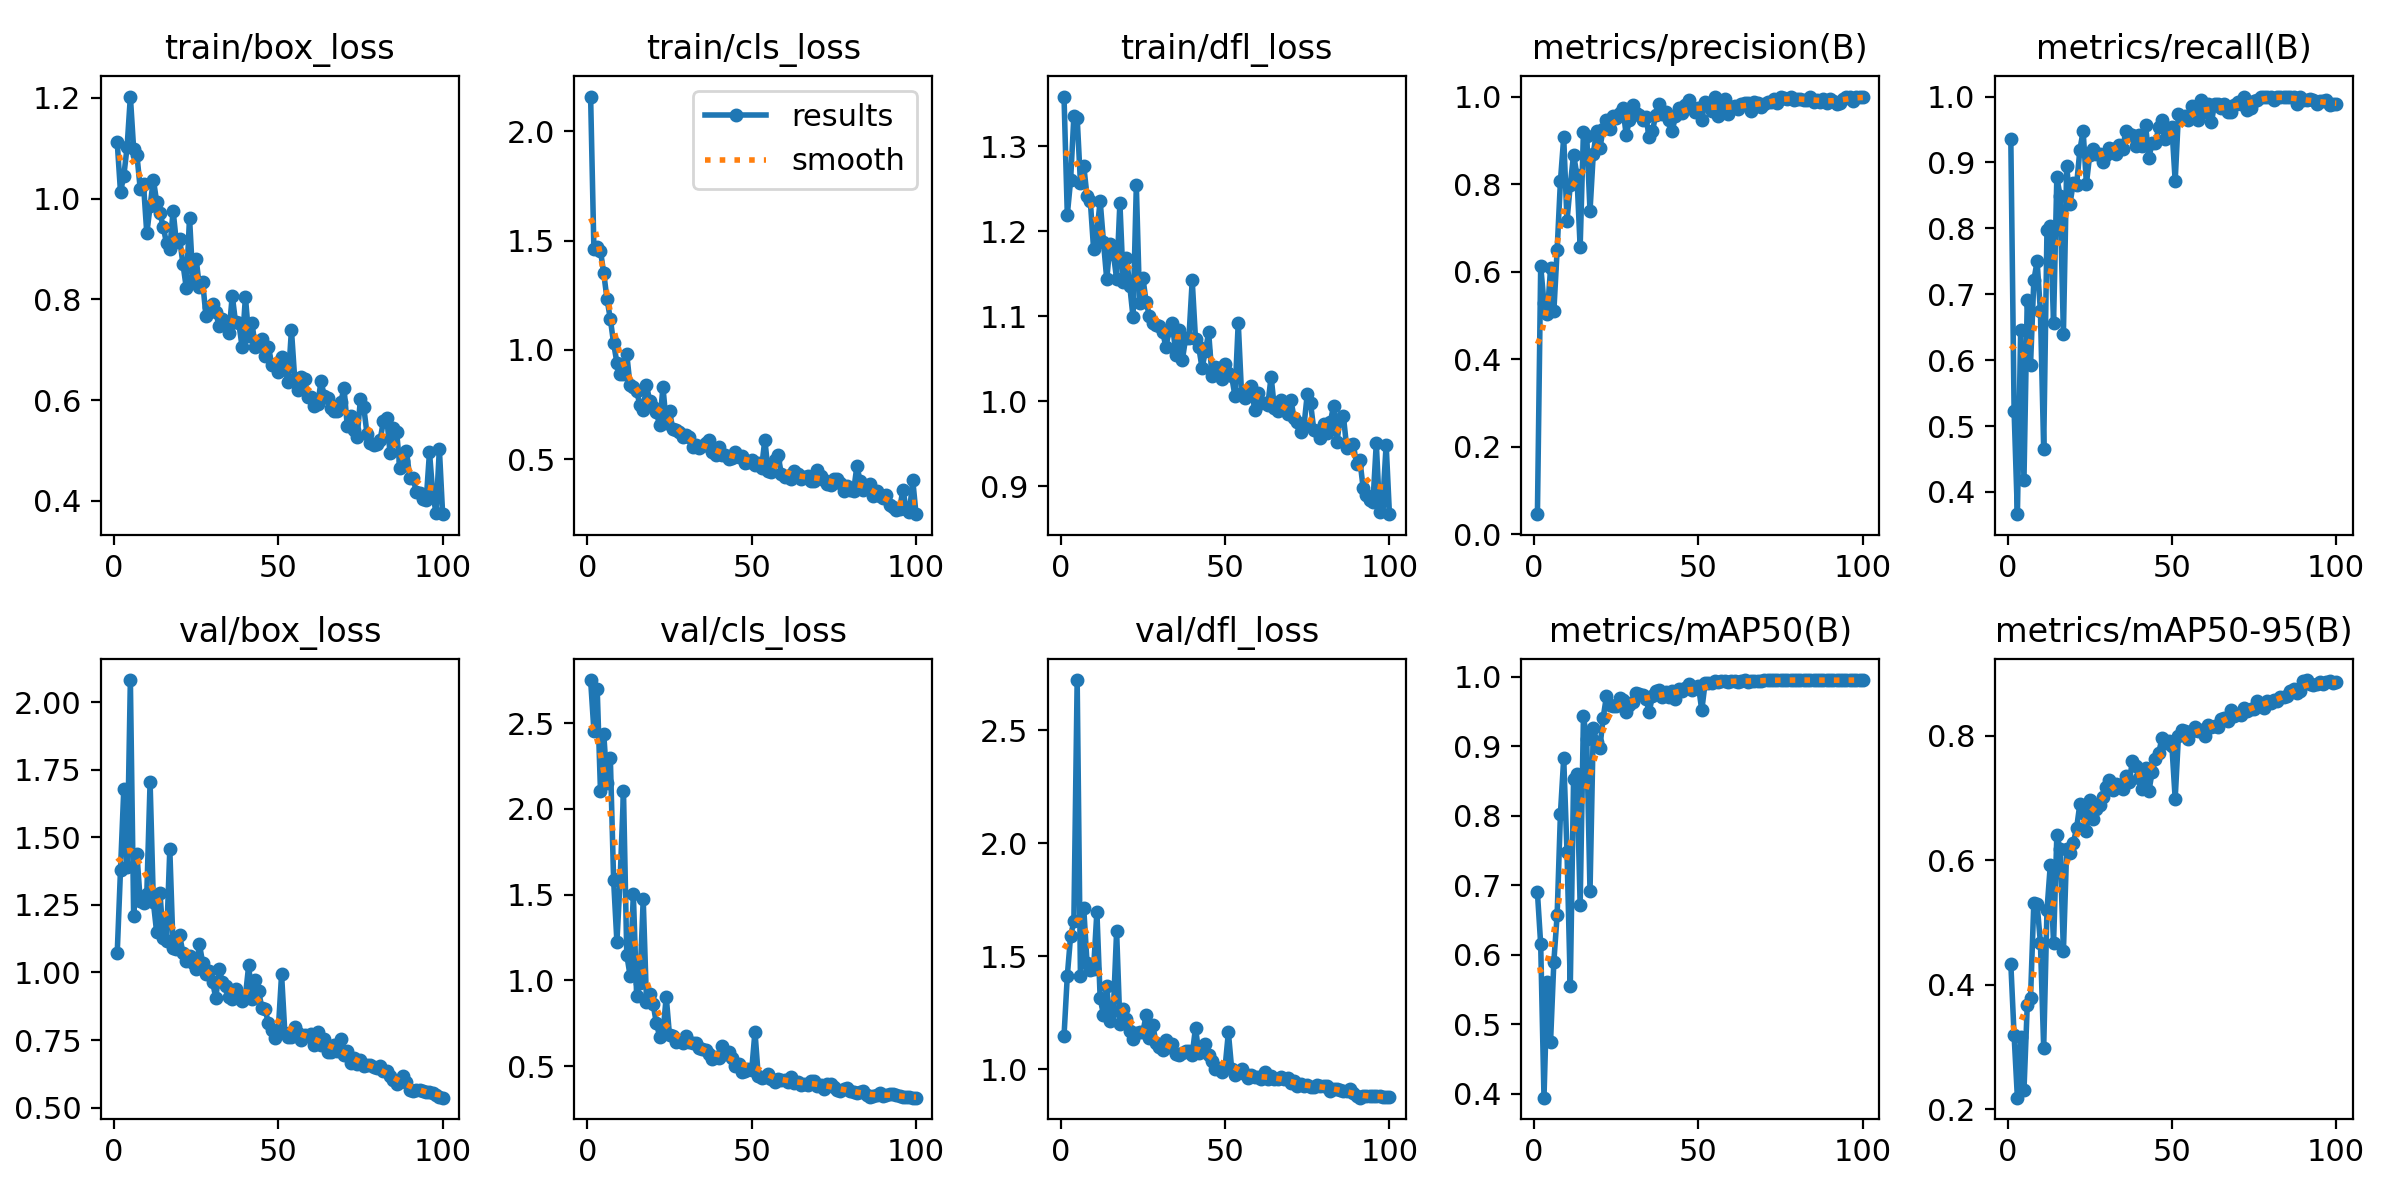 train/box_loss
1.2
1.0
0.8
0.6
0.4
0 50 100
train/cls_loss
results
smooth
2.0
1.5
1.0
0.5
0 50 100
train/dfl_loss
1.3
1.2
1.1
1.0
0.9
0 50 100
metrics/precision(B)
1.0
0.8
0.6
0.4
0.2
0.0
0 50 100
metrics/recall(B)
1.0
0.9
0.8
0.7
0.6
0.5
0.4
0 50 100
val/box_loss
2.00
1.75
1.50
1.25
1.00
0.75
0.50
0 50 100
val/cls_loss
2.5
2.0
1.5
1.0
0.5
0 50 100
val/dfl_loss
2.5
2.0
1.5
1.0
0 50 100
metrics/mAP50(B)
1.0
0.9
0.8
0.7
0.6
0.5
0.4
0 50 100
metrics/mAP50-95(B)
0.8
0.6
0.4
0.2
0 50 100